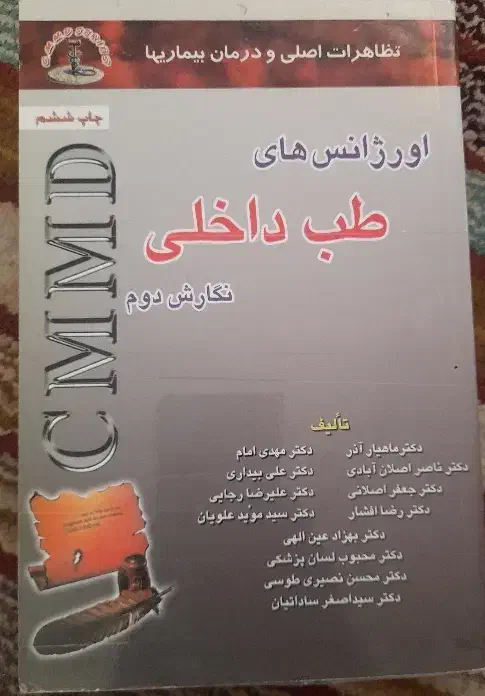 تظاهرات اصلی و درمان بیماریها
چاپ ششم
اورژانس های
طب داخلی
نگارش دوم
CMMD
تألیف
دکترماهیار آذر
دکتر مهدی امام
دکتر ناصر اصلان آبادی
دکتر علی بیداری
دکتر جعفر اصلانی
دکتر علیرضا رجایی
دکتر رضا افشار
دکتر سید مؤید علویان
دکتر بهزاد عین الهی
دکتر محبوب لسان پزشکی
دکتر محسن نصیری طوسی
دکتر سیداصغر ساداتیان